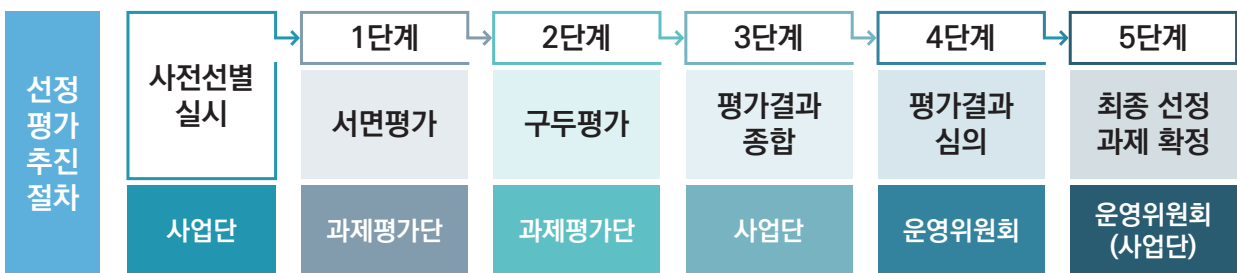 선정
평가
추진
절차
사전선별
실시
사업단
1단계
서면평가
과제평가단
2단계
구두평가
과제평가단
3단계
평가결과
종합
사업단
4단계
평가결과
심의
운영위원회
5단계
최종 선정
과제 확정
운영위원회
(사업단)